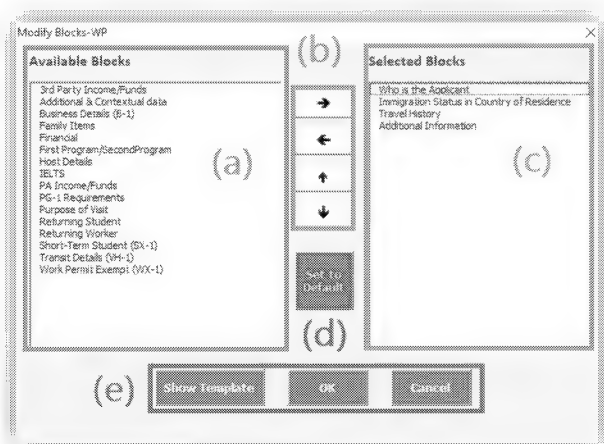 Modify Blocks-WP
Available Blocks
3rd Party Income/Funds
Additional & Contextual data
Business Details (B-1)
Family Items
Financial
First Program/SecondProgram
Host Details
IELTS
PA Income/Funds
PG-1 Requirements
Purpose of Visit
Returning Student
Returning Worker
Short-Term Student (SX-1)
Transit Details (VH-1)
Work Permit Exempt (WX-1)
(a)
(b)
Set to
Default
(d)
Selected Blocks
Who is the Applicant
Immigration Status in Country of Residence
Travel History
Additional Information
(c)
(e)
Show Template
OK
Cancel